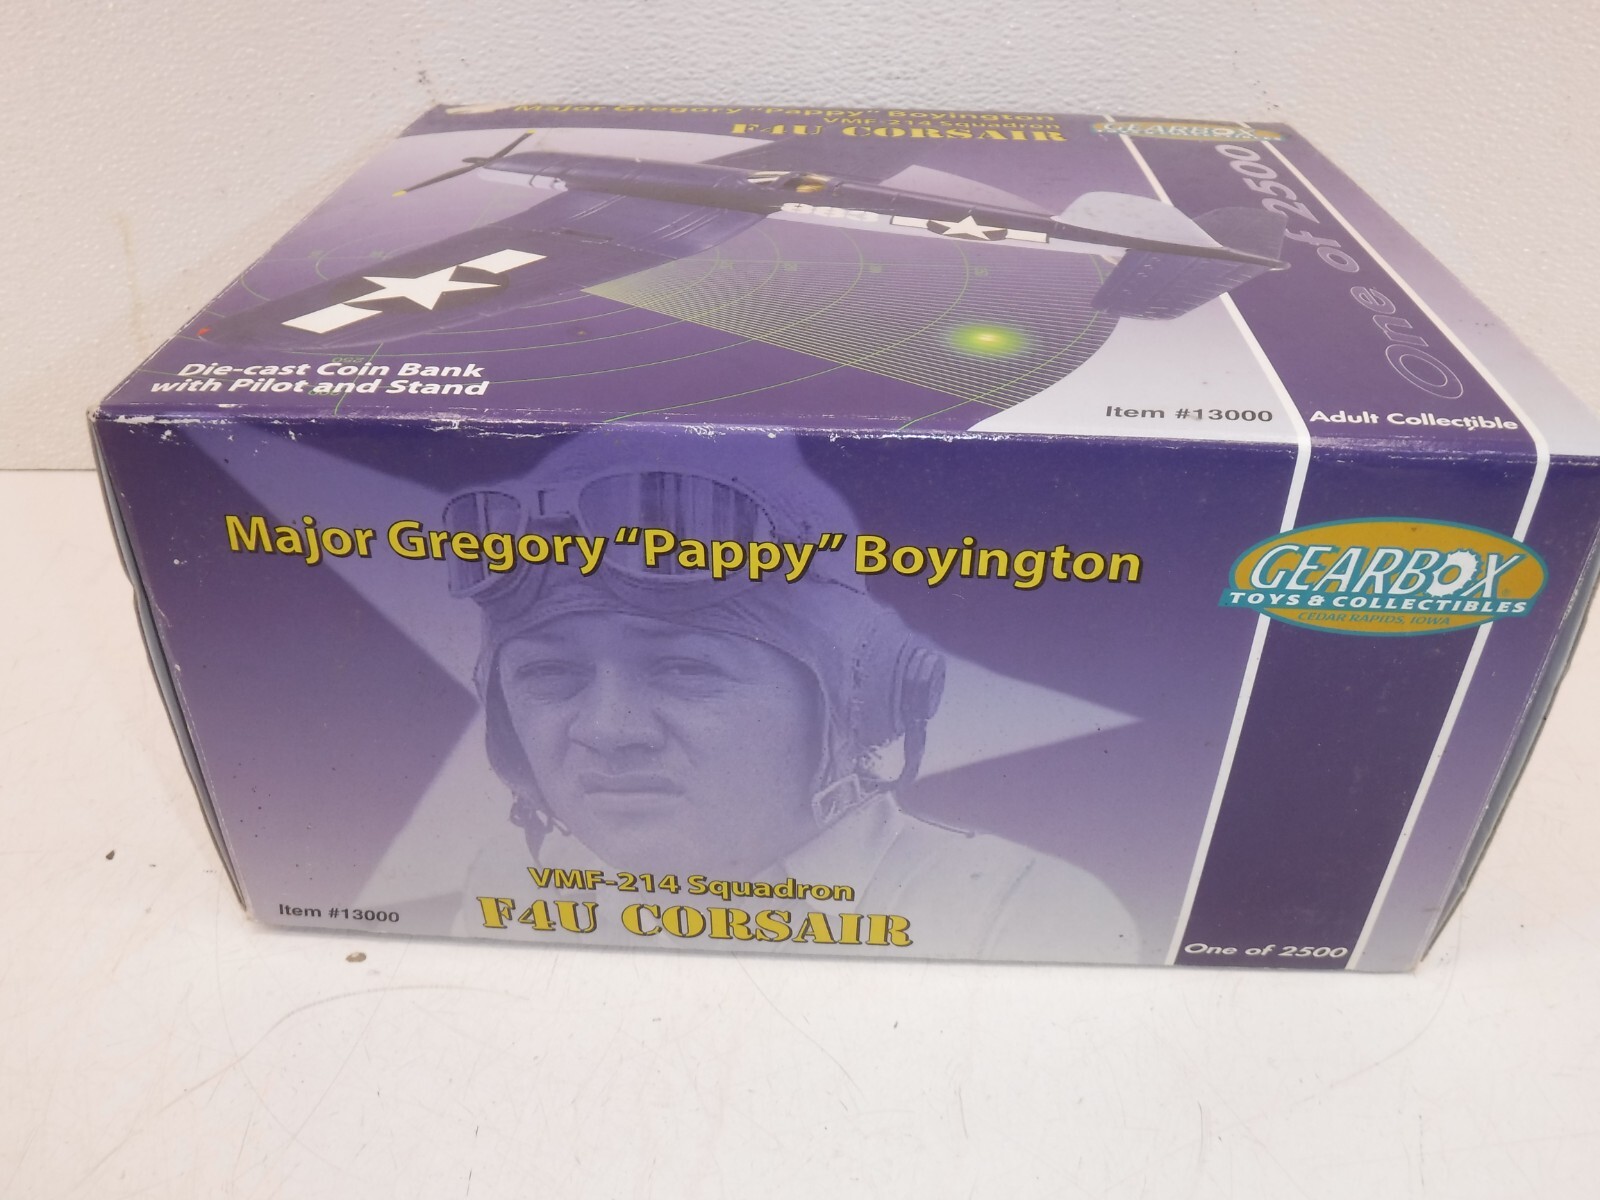 Major Gregory "Pappy" Boyington
VMF-214 Squadron
F4U CORSAIR
GEARBOX
One of 2500
883
Die-cast Coin Bank
with Pilot and Stand
Item #13000
Adult Collectible
Major Gregory "Pappy" Boyington
GEARBOX
TOYS & COLLECTIBLES
CEDAR RAPIDS, IOWA
VMF-214 Squadron
F4U CORSAIR
Item #13000
One of 2500